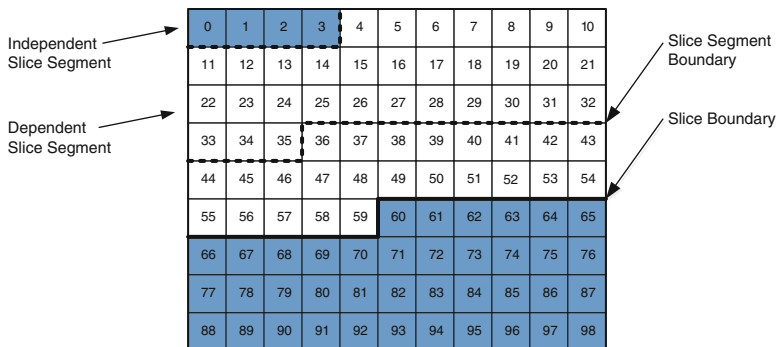 0 1 2 3 4 5 6 7 8 9 10
Independent
Slice Segment
Slice Segment
Boundary
11 12 13 14 15 16 17 18 19 20 21
22 23 24 25 26 27 28 29 30 31 32
Dependent
Slice Segment
Slice Boundary
33 34 35 36 37 38 39 40 41 42 43
44 45 46 47 48 49 50 51 52 53 54
55 56 57 58 59 60 61 62 63 64 65
66 67 68 69 70 71 72 73 74 75 76
77 78 79 80 81 82 83 84 85 86 87
88 89 90 91 92 93 94 95 96 97 98